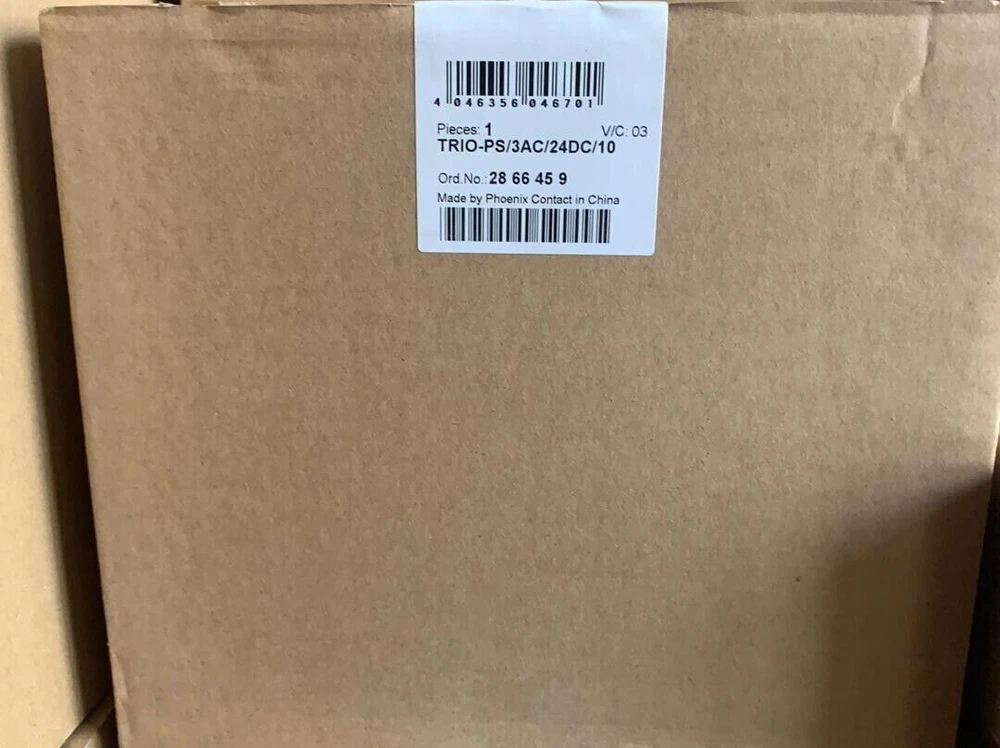 4 046356 046701
Pieces: 1 V/C: 03
TRIO-PS/3AC/24DC/10
Ord.No.: 28 66 45 9
Made by Phoenix Contact in China